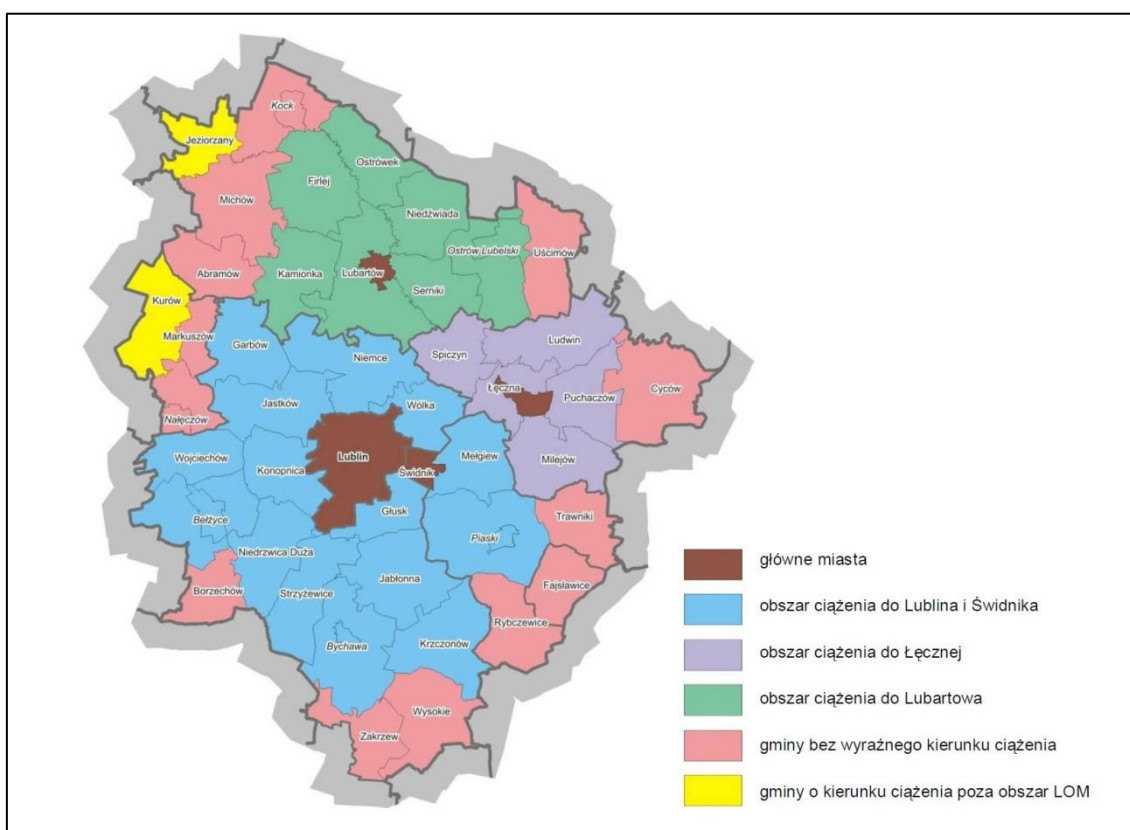 Kock
Jeziorzany
Ostrówek
Firlej
Michów
Niedźwiada
Ostrów Lubelski
Uścimów
Abramów
Kamionka
Lubartów
Serniki
Kurów
Markuszów
Garbów
Niemce
Spiczyn
Ludwin
Łęczna
Cyców
Jastków
Wólka
Puchaczów
Nałęczów
Wojciechów
Konopnica
Lublin
Świdnik
Mełgiew
Milejów
Głusk
Bełżyce
Trawniki
Piaski
Niedrzwica Duża
Jabłonna
Fajsławice
Borzechów
Strzyżewice
Rybczewice
Bychawa
Krzczonów
Wysokie
Zakrzew
główne miasta
obszar ciążenia do Lublina i Świdnika
obszar ciążenia do Łęcznej
obszar ciążenia do Lubartowa
gminy bez wyraźnego kierunku ciążenia
gminy o kierunku ciążenia poza obszar LOM